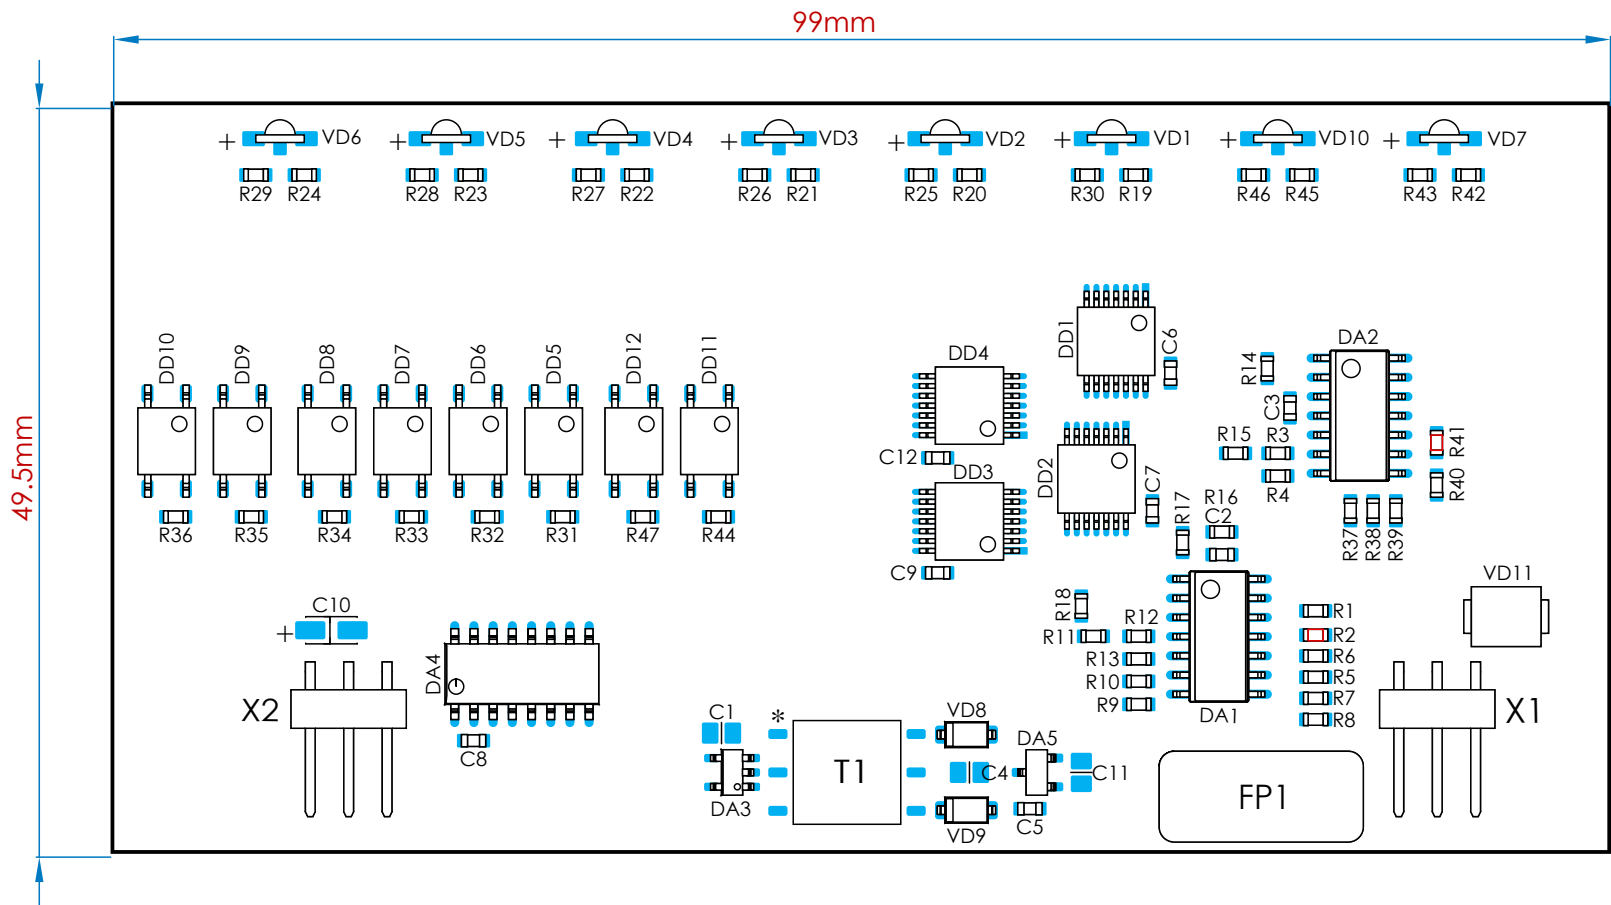 99mm
49.5mm
+ VD6
+ VD5
+ VD4
+ VD3
+ VD2
+ VD1
+ VD10
+ VD7
R29 R24
R28 R23
R27 R22
R26 R21
R25 R20
R30 R19
R46 R45
R43 R42
DD10
DD9
DD8
DD7
DD6
DD5
DD12
DD11
R36
R35
R34
R33
R32
R31
R47
R44
DD4
C12
DD3
C9
DD1
C6
DD2
C7
R17
R16
C2
R14
C3
R15
R3
R4
DA2
R41
R40
R37
R38
R39
VD11
R18
R11
R12
R13
R10
R9
DA1
R1
R2
R6
R5
R7
R8
C10
+
X2
DA4
C8
C1
*
DA3
T1
VD8
C4
VD9
DA5
C11
C5
FP1
X1